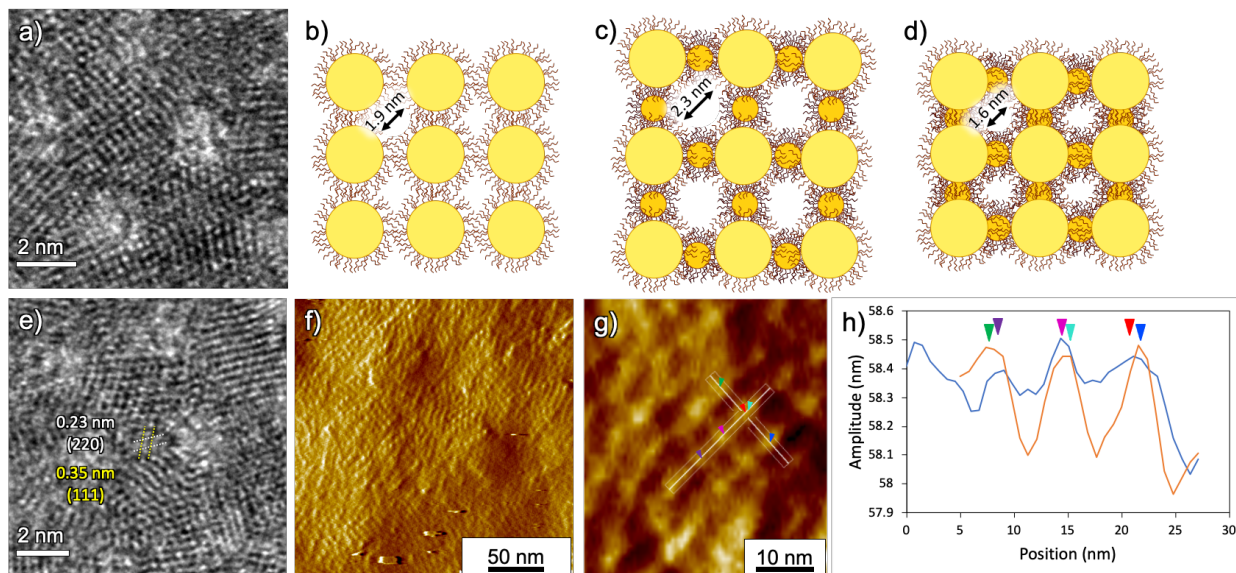 a)
2 nm
b)
1.9 nm
c)
2.3 nm
d)
1.6 nm
e)
0.23 nm
(220)
0.35 nm
(111)
2 nm
f)
50 nm
g)
10 nm
h)
58.6
58.5
58.4
58.3
58.2
58.1
58
57.9
Amplitude (nm)
0 5 10 15 20 25 30
Position (nm)